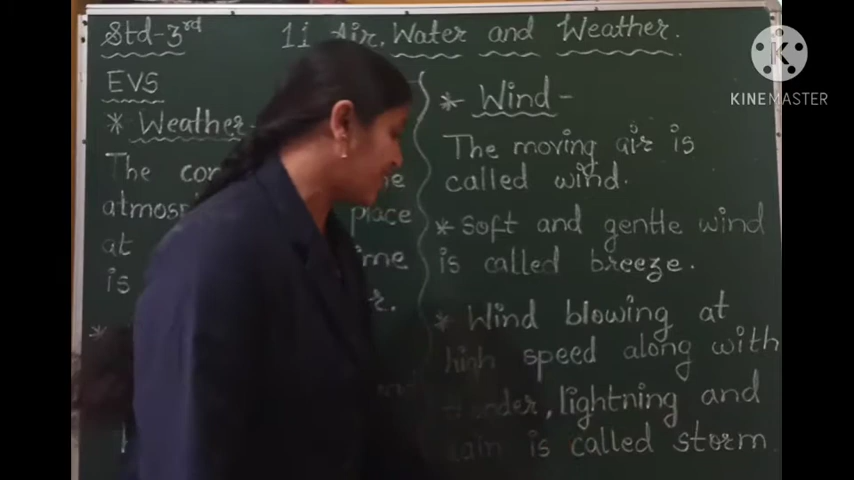 Std-3rd
11 Air, Water and Weather.
EVS
* Weather
The
atmos
place
at
is
*
* Wind -
The moving air is
called wind.
* Soft and gentle wind
is called breeze.
* Wind blowing at
high speed along with
thunder, lightning and
rain is called storm
KINEMASTER